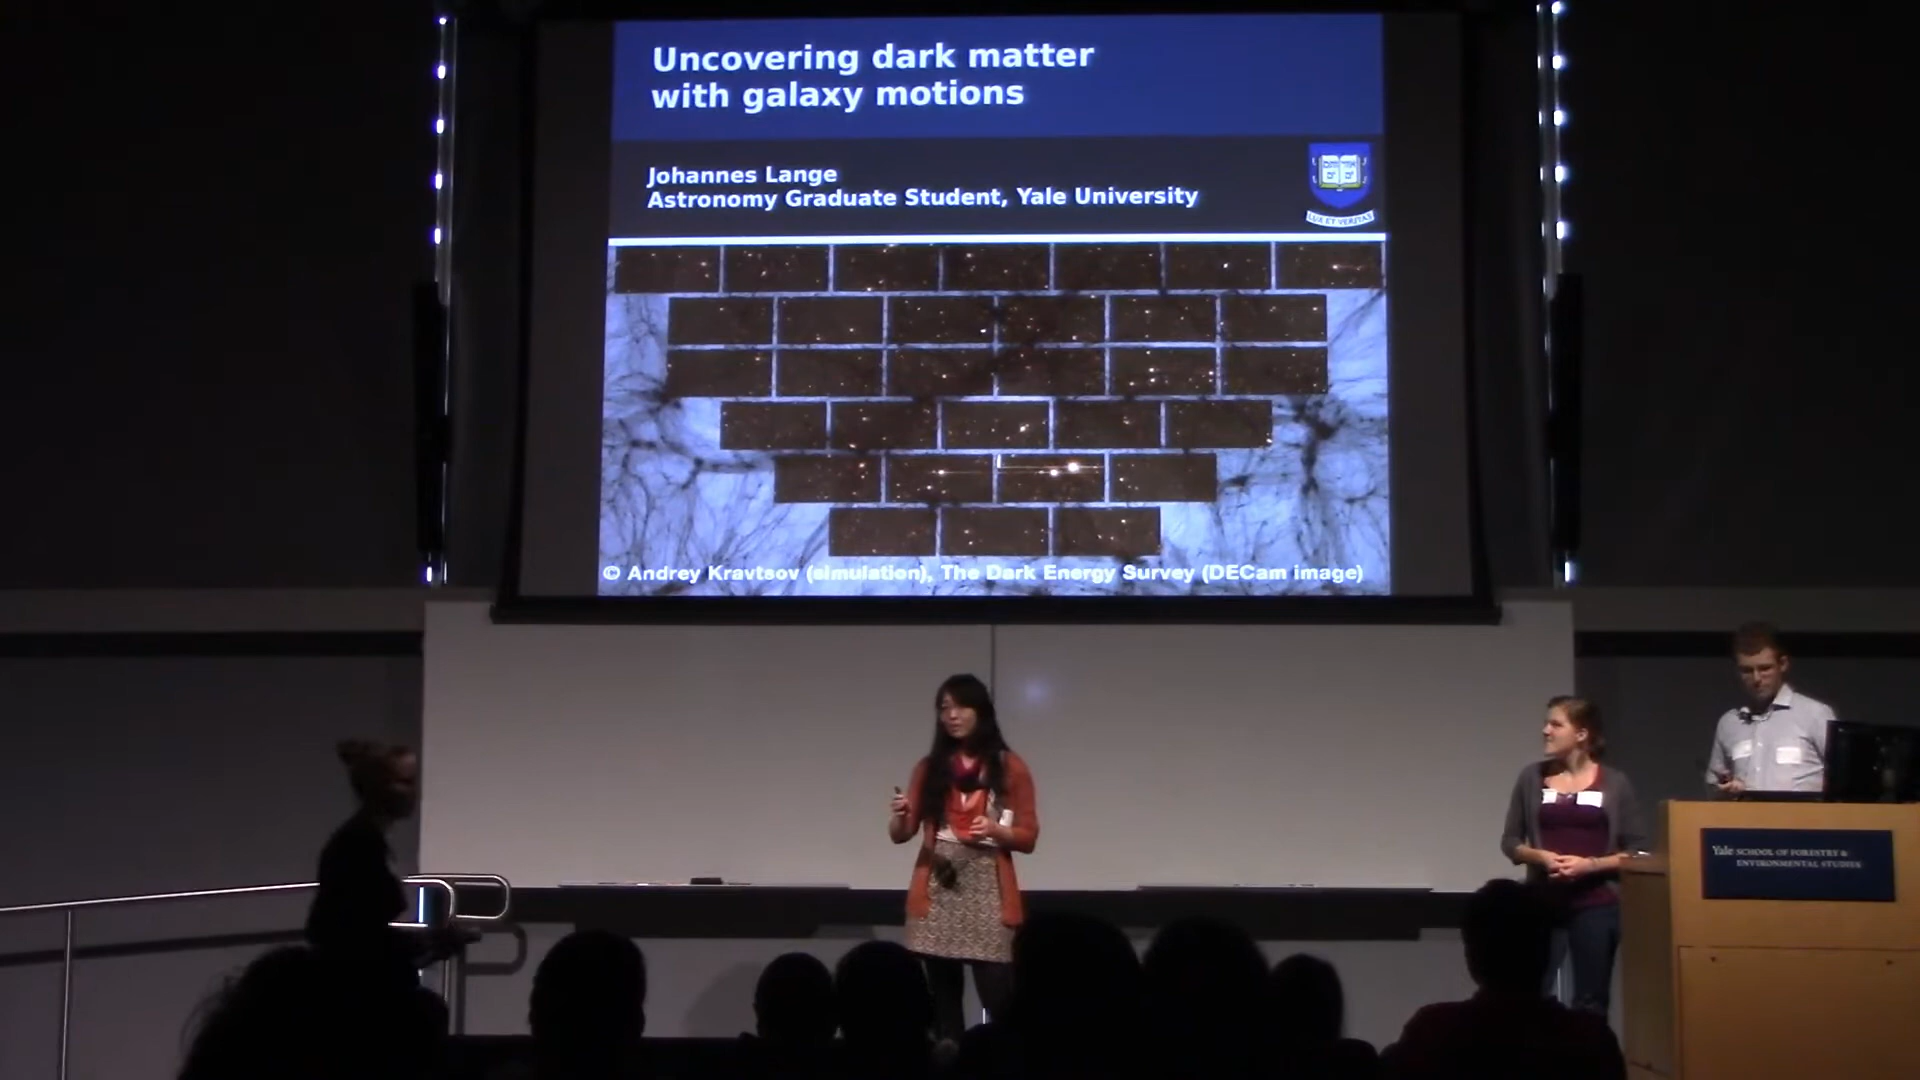 Uncovering dark matter
with galaxy motions
Johannes Lange
Astronomy Graduate Student, Yale University
LUX ET VERITAS
© Andrey Kravtsov (simulation), The Dark Energy Survey (DECam image)
Yale SCHOOL OF FORESTRY &
ENVIRONMENTAL STUDIES